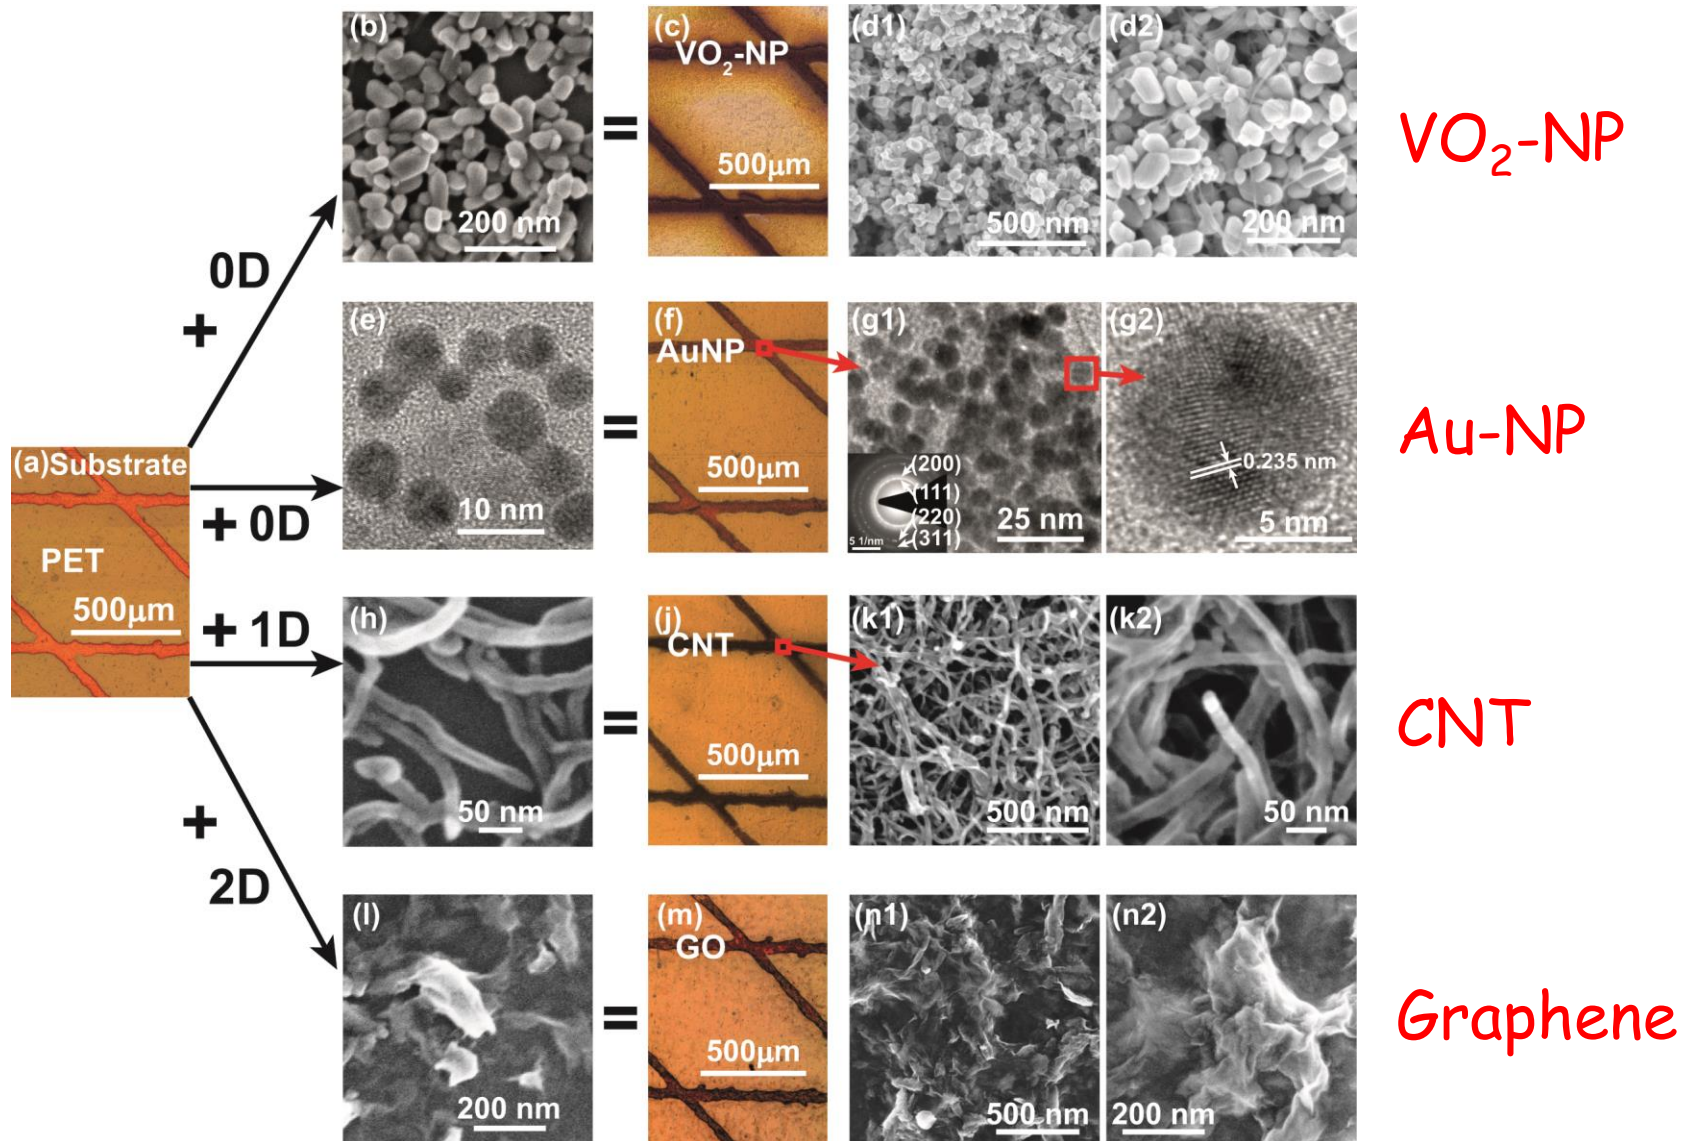 (a)Substrate
PET
500μm
+
0D
+ 0D
+ 1D
+
2D
(b)
200 nm
=
(c)
VO₂-NP
500μm
(d1)
500 nm
(d2)
200 nm
VO₂-NP
(e)
10 nm
=
(f)
AuNP
500μm
(g1)
(200)
(111)
(220)
(311)
5 1/nm
25 nm
(g2)
0.235 nm
5 nm
Au-NP
(h)
50 nm
=
(j)
CNT
500μm
(k1)
500 nm
(k2)
50 nm
CNT
(l)
200 nm
=
(m)
GO
500μm
(n1)
500 nm
(n2)
200 nm
Graphene